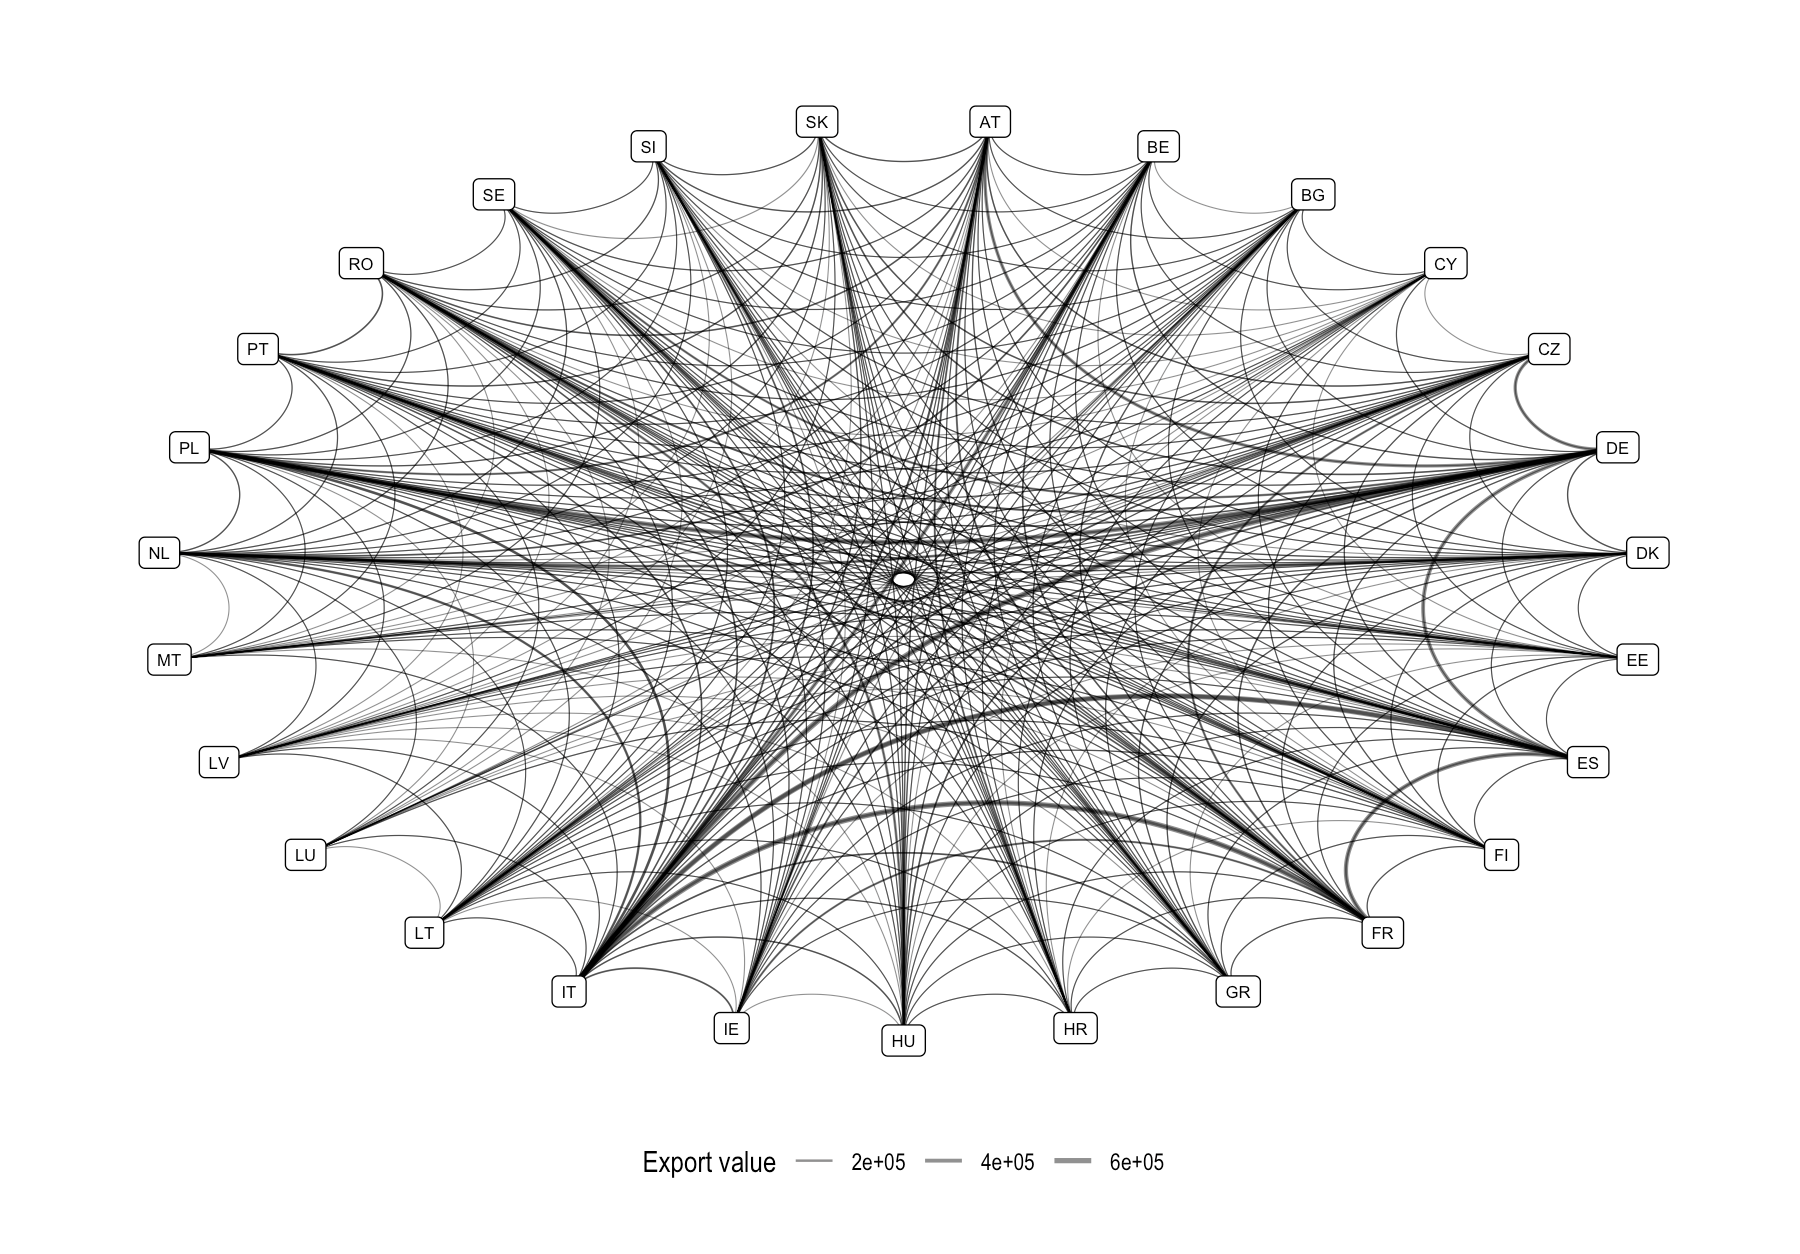 SK
AT
SI
BE
SE
BG
RO
CY
PT
CZ
PL
DE
NL
DK
MT
EE
LV
ES
LU
FI
LT
FR
IT
GR
IE
HR
HU
Export value 2e+05 4e+05 6e+05